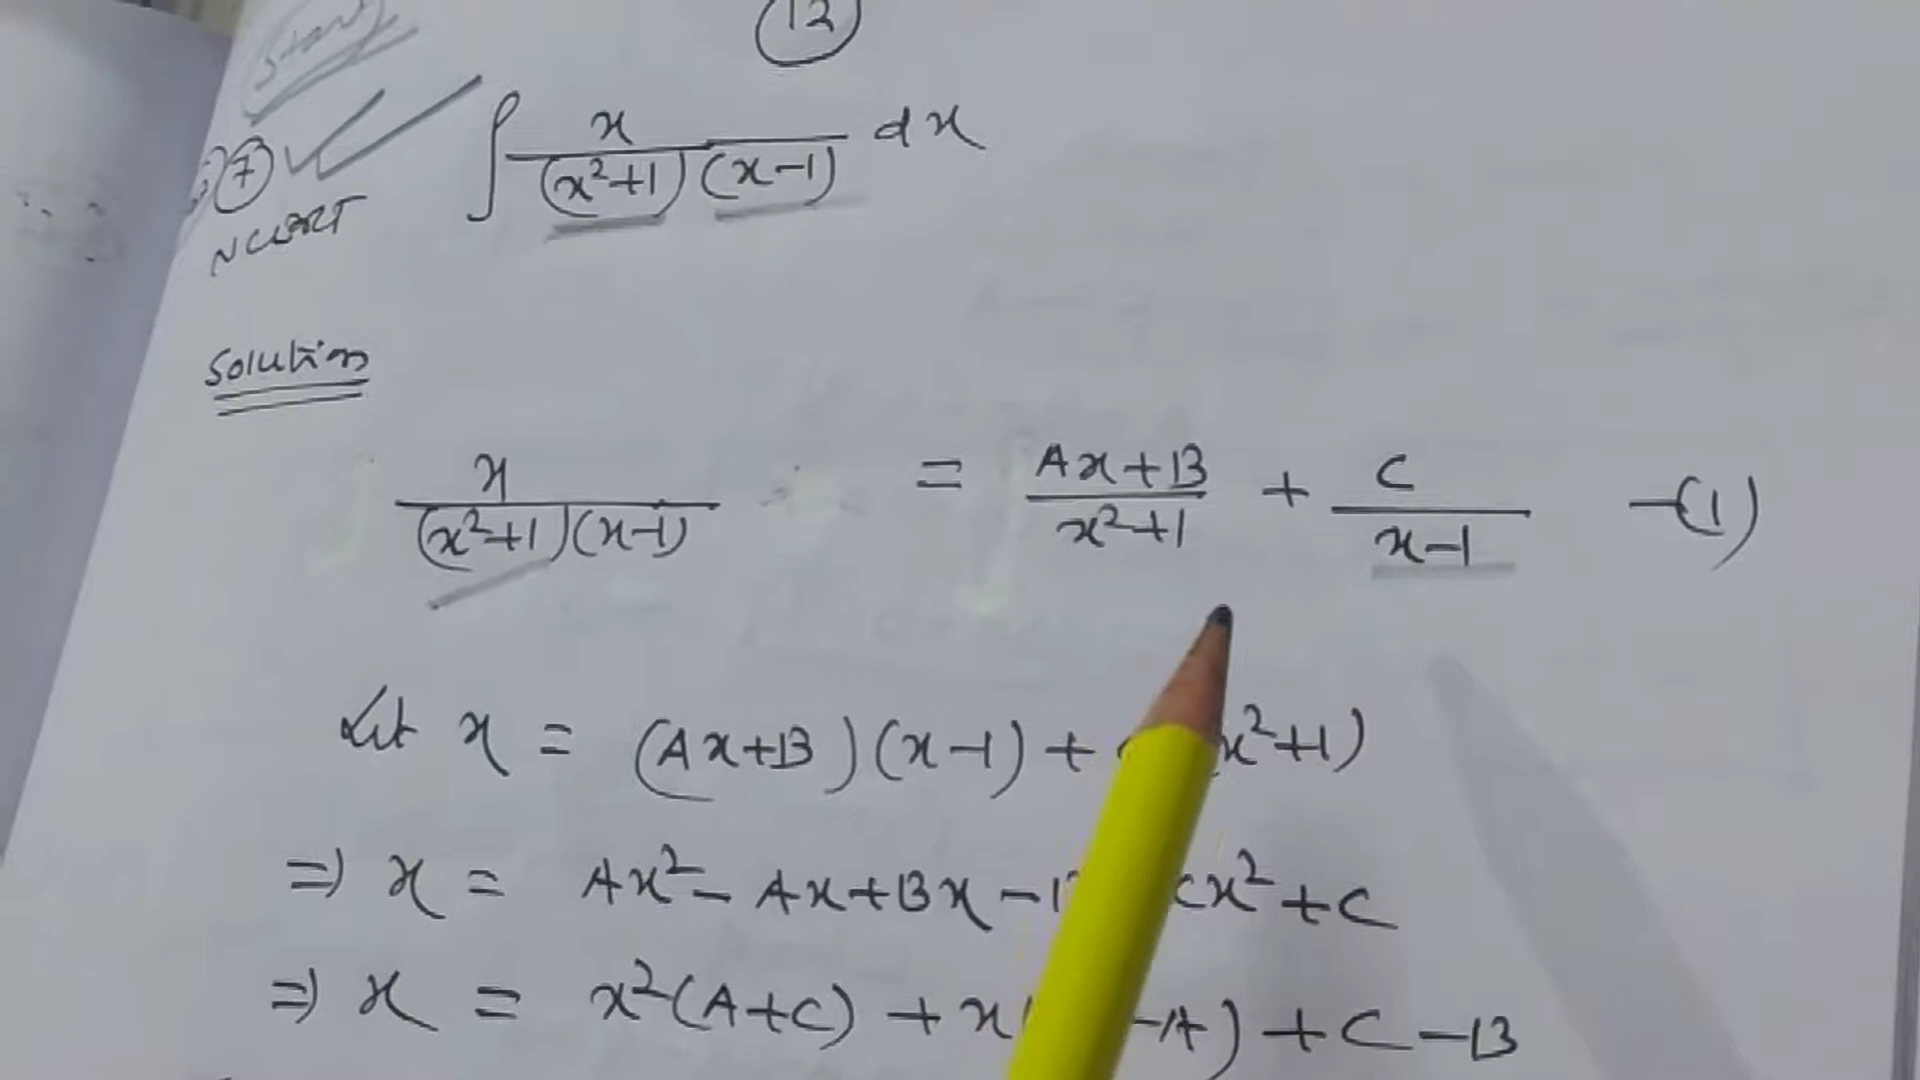 Start
12
7
NCERT
∫ x / (x²+1)(x-1) dx
Solution
x / (x²+1)(x-1) = Ax+B / x²+1 + C / x-1 -(1)
Let x = (Ax+B)(x-1) + x²+1)
=) x = Ax² - Ax+Bx - Cx²+C
=) x = x²(A+C) + x( -A) + C-B